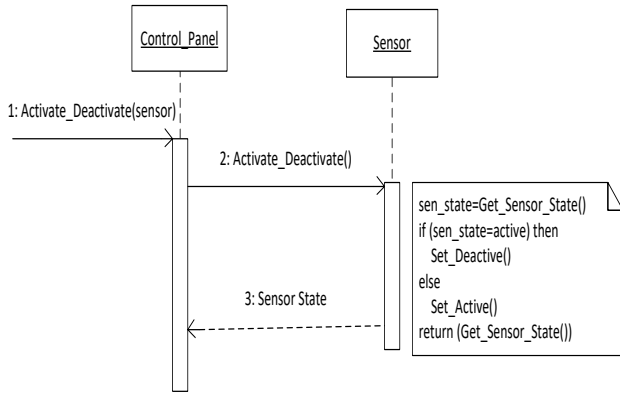 Control_Panel
Sensor
1: Activate_Deactivate(sensor)
2: Activate_Deactivate()
sen_state=Get_Sensor_State()
if (sen_state=active) then
Set_Deactive()
else
Set_Active()
return (Get_Sensor_State())
3: Sensor State